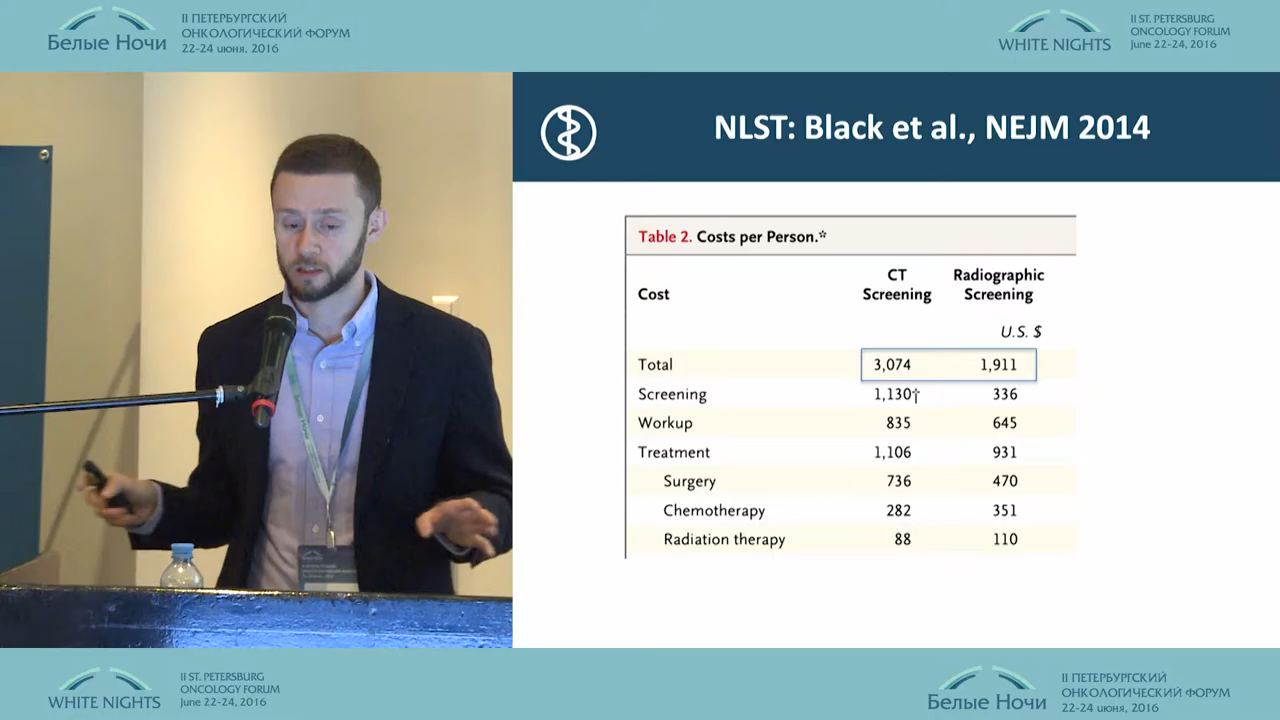 II ПЕТЕРБУРГСКИЙ
ОНКОЛОГИЧЕСКИЙ ФОРУМ
22-24 июня, 2016
Белые Ночи
II ST. PETERSBURG
ONCOLOGY FORUM
June 22-24, 2016
WHITE NIGHTS
NLST: Black et al., NEJM 2014
Table 2. Costs per Person.*
Cost CT Screening Radiographic Screening
U.S. $
Total 3,074 1,911
Screening 1,130† 336
Workup 835 645
Treatment 1,106 931
Surgery 736 470
Chemotherapy 282 351
Radiation therapy 88 110
II ST. PETERSBURG
ONCOLOGY FORUM
June 22-24, 2016
WHITE NIGHTS
II ПЕТЕРБУРГСКИЙ
ОНКОЛОГИЧЕСКИЙ ФОРУМ
22-24 июня, 2016
Белые Ночи